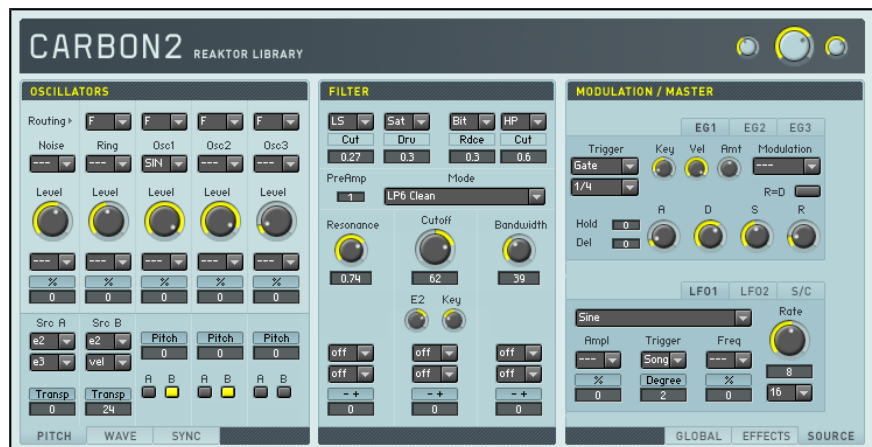 CARBON2 REAKTOR LIBRARY
OSCILLATORS
Routing F F F F
Noise Ring Osc1 Osc2 Osc3
--- --- SIN --- ---
Level Level Level Level Level
--- --- --- --- ---
% % % % %
0 0 0 0 0
Src A Src B
e2 e2 Pitch Pitch Pitch
e3 vel 0 0 0
A B A B A B
Transp Transp
0 24
PITCH WAVE SYNC
FILTER
LS Sat Bit HP
Cut Drv Rdce Cut
0.27 0.3 0.3 0.6
PreAmp Mode
1 LP6 Clean
Resonance Cutoff Bandwidth
0.74 62 39
E2 Key
off off off
off off off
- + - + - +
0 0 0
MODULATION / MASTER
EG1 EG2 EG3
Trigger Key Vel Amt Modulation
Gate ---
1/4 R=D
A D S R
Hold 0
Del 0
LFO1 LFO2 S/C
Sine Rate
Ampl Trigger Freq
--- Song ---
% Degree % 8
0 2 0 16
GLOBAL EFFECTS SOURCE